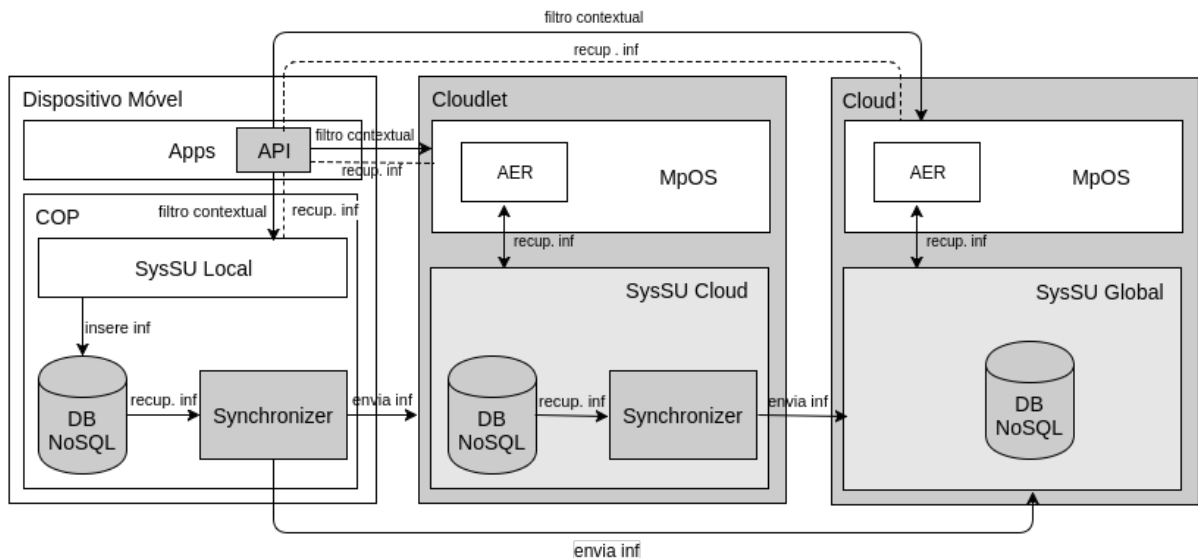 filtro contextual
recup . inf
Dispositivo Móvel
Cloudlet
Cloud
Apps
API
filtro contextual
recup. inf
AER
MpOS
AER
MpOS
COP
filtro contextual
recup. inf
SysSU Local
recup. inf
recup. inf
SysSU Cloud
SysSU Global
insere inf
DB
NoSQL
recup. inf
Synchronizer
envia inf
DB
NoSQL
recup. inf
Synchronizer
envia inf
DB
NoSQL
envia inf